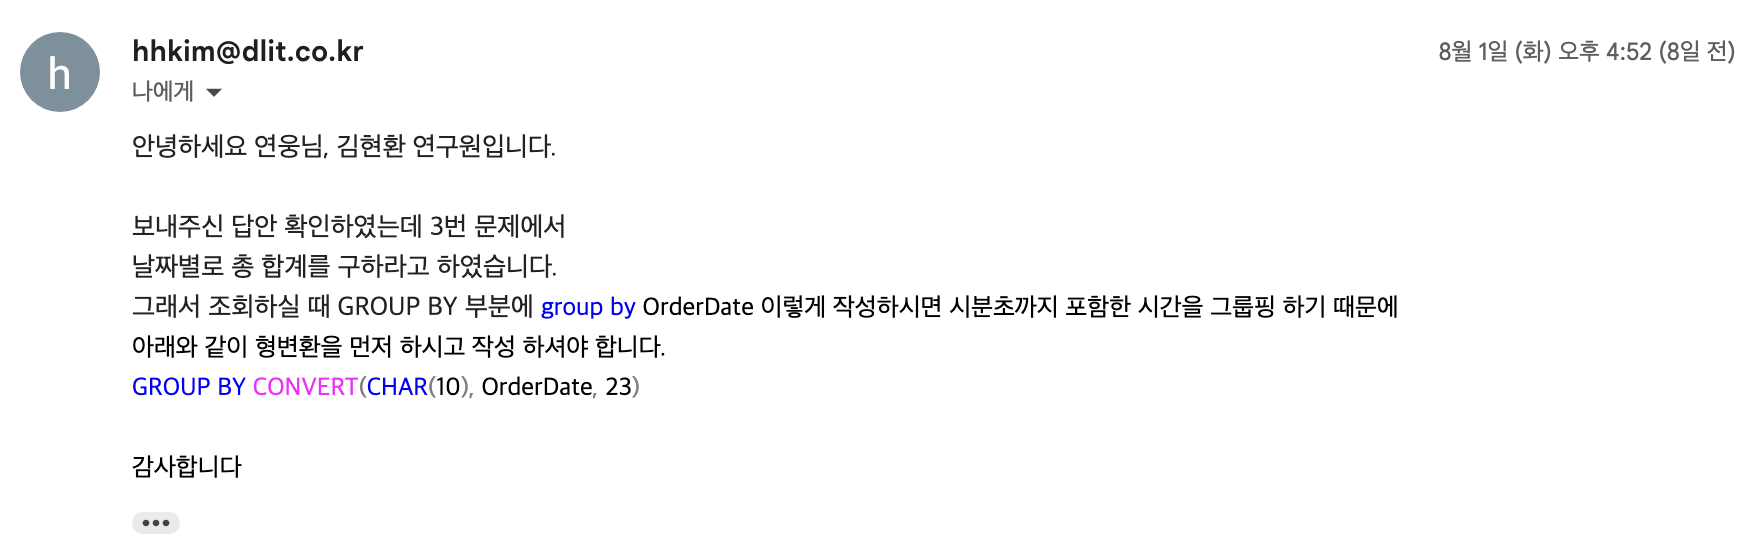 h
hhkim@dlit.co.kr
8월 1일 (화) 오후 4:52 (8일 전)
나에게
안녕하세요 연웅님, 김현환 연구원입니다.
보내주신 답안 확인하였는데 3번 문제에서
날짜별로 총 합계를 구하라고 하였습니다.
그래서 조회하실 때 GROUP BY 부분에 group by OrderDate 이렇게 작성하시면 시분초까지 포함한 시간을 그룹핑 하기 때문에
아래와 같이 형변환을 먼저 하시고 작성 하셔야 합니다.
GROUP BY CONVERT(CHAR(10), OrderDate, 23)
감사합니다